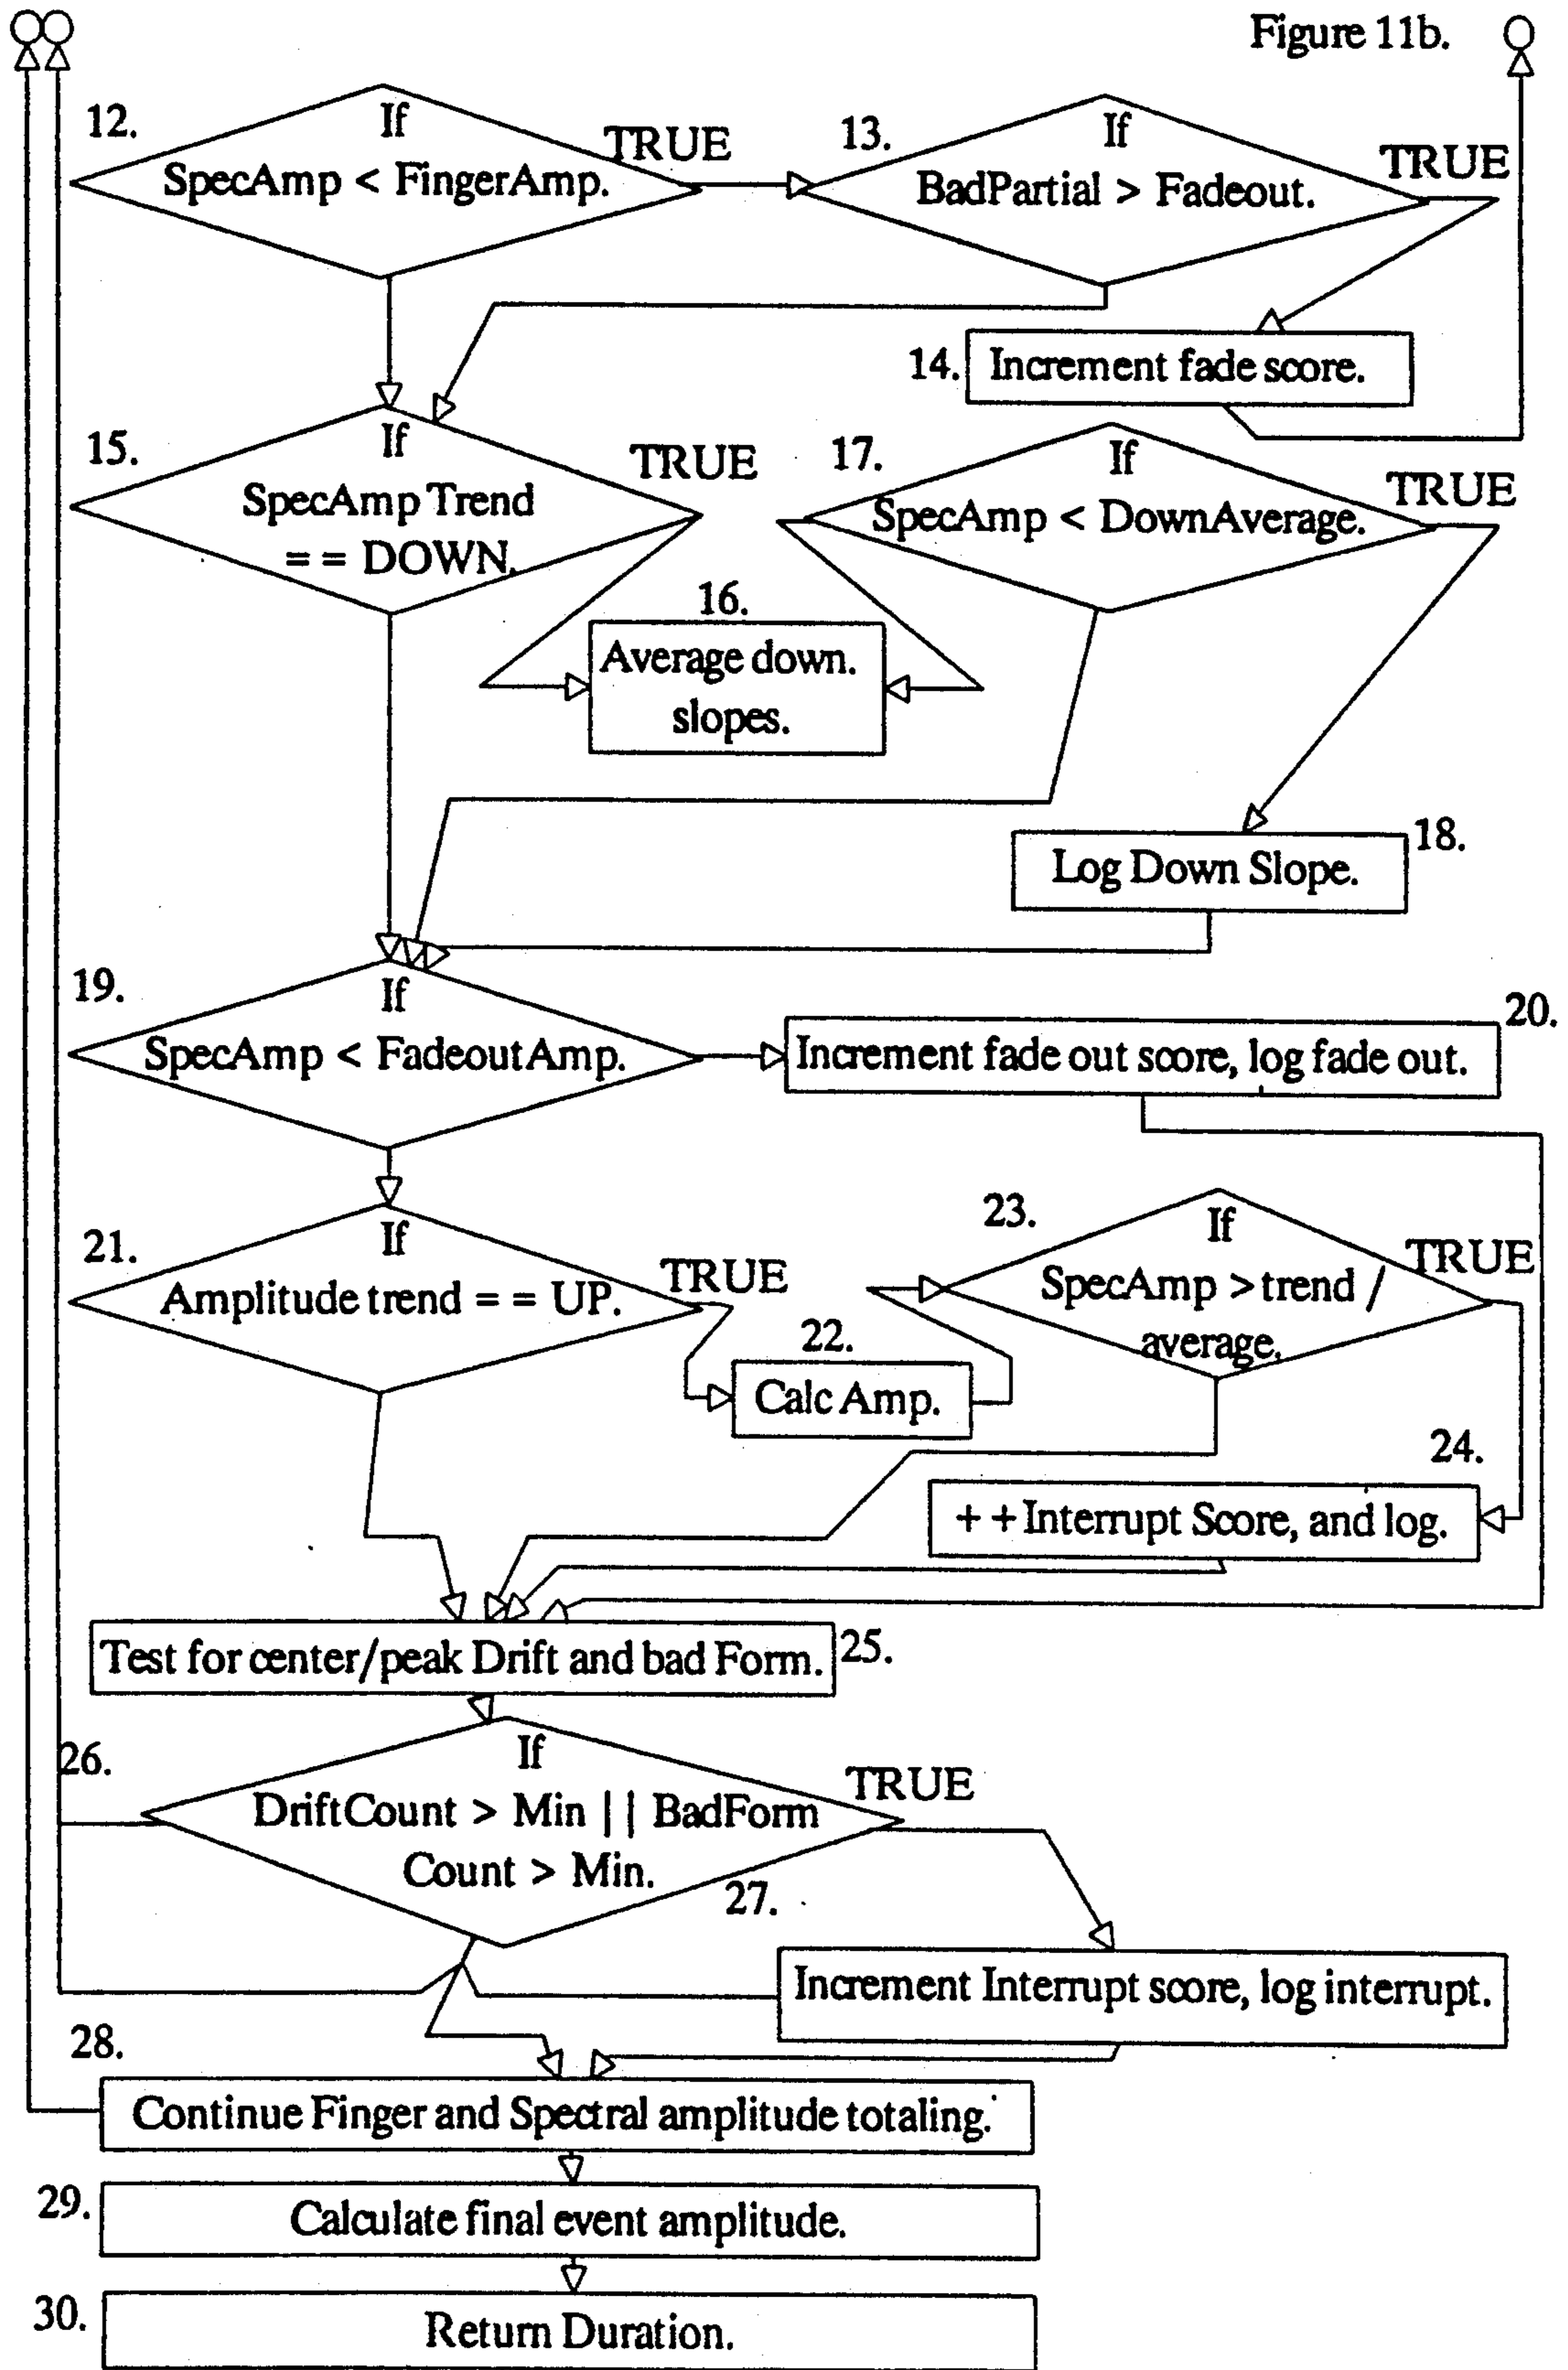 Figure 11b.
12.
If
SpecAmp < FingerAmp.
TRUE
13.
If
BadPartial > Fadeout.
TRUE
14.
Increment fade score.
15.
If
SpecAmp Trend
= = DOWN.
TRUE
16.
Average down.
slopes.
17.
If
SpecAmp < DownAverage.
TRUE
18.
Log Down Slope.
19.
If
SpecAmp < FadeoutAmp.
20.
Increment fade out score, log fade out.
21.
If
Amplitude trend = = UP.
TRUE
22.
Calc Amp.
23.
If
SpecAmp > trend /
average.
TRUE
24.
+ + Interrupt Score, and log.
Test for center/peak Drift and bad Form.
25.
26.
If
DriftCount > Min || BadForm
Count > Min.
TRUE
27.
Increment Interrupt score, log interrupt.
28.
Continue Finger and Spectral amplitude totaling.
29.
Calculate final event amplitude.
30.
Return Duration.